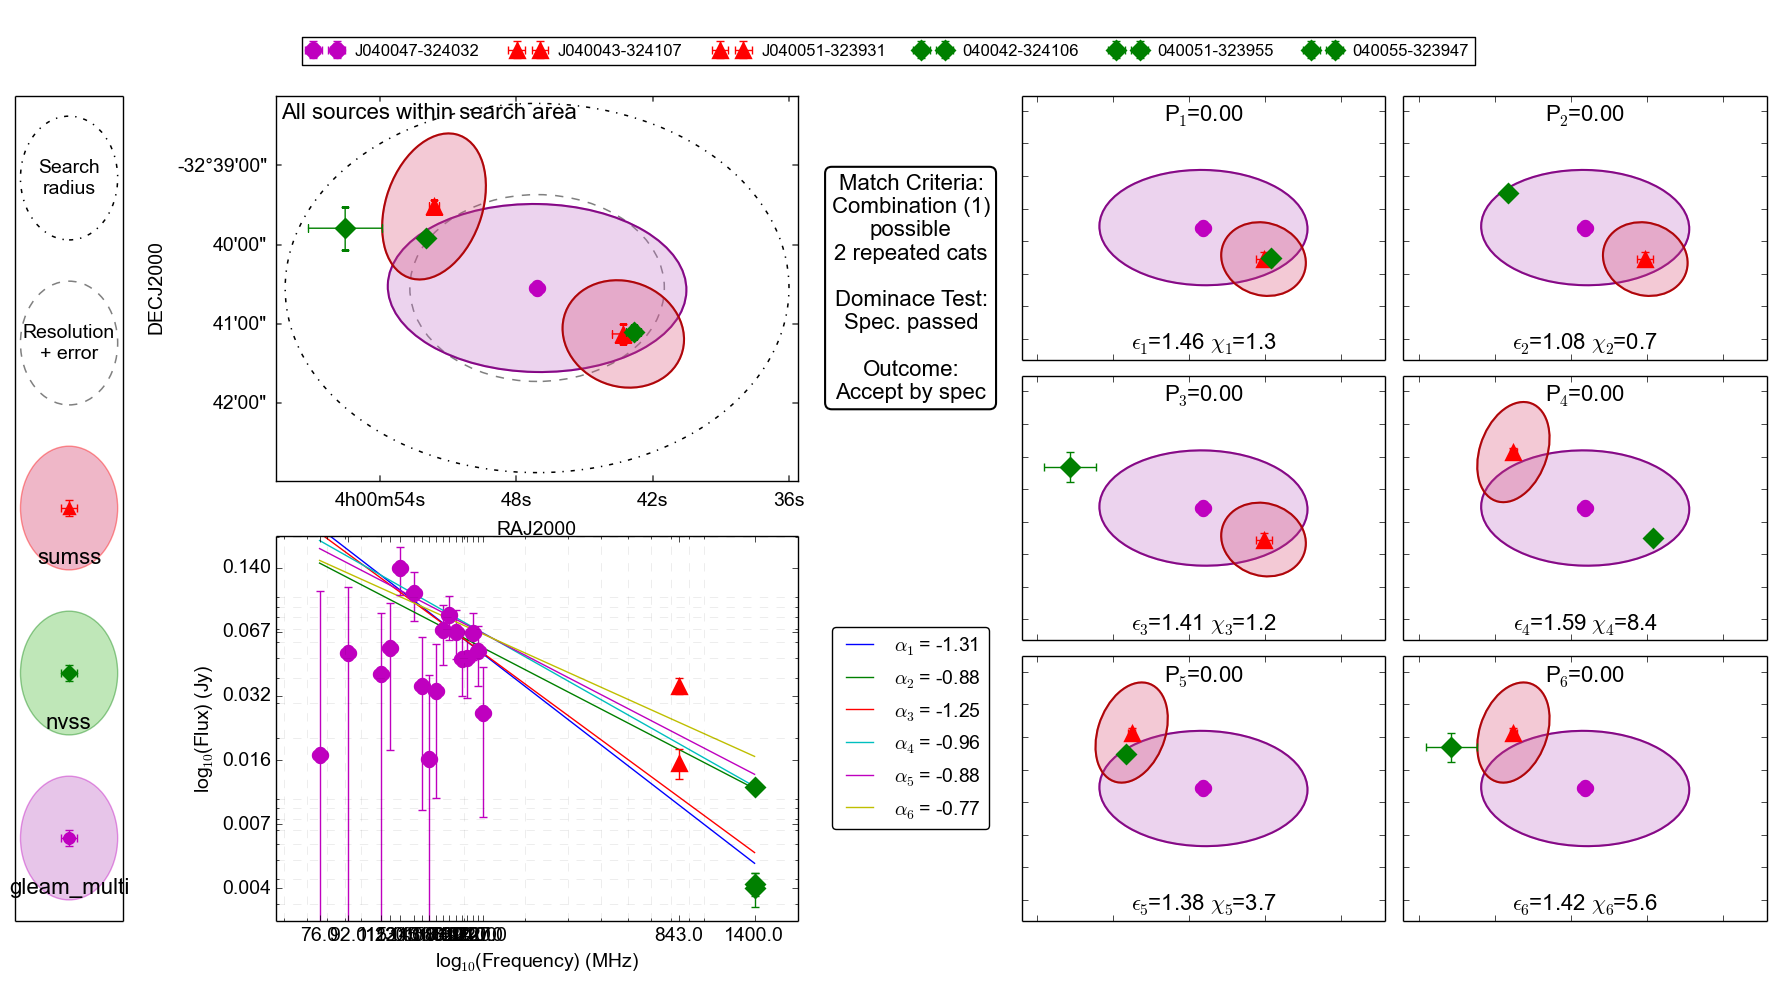 J040047-324032 J040043-324107 J040051-323931 040042-324106 040051-323955 040055-323947
Search
radius
Resolution
+ error
sumss
nvss
gleam_multi
All sources within search area
DECJ2000
-32°39'00"
40'00"
41'00"
42'00"
4h00m54s 48s 42s 36s
RAJ2000
Match Criteria:
Combination (1)
possible
2 repeated cats
Dominace Test:
Spec. passed
Outcome:
Accept by spec
log10(Flux) (Jy)
0.140
0.067
0.032
0.016
0.007
0.004
76.0 92.0 843.0 1400.0
log10(Frequency) (MHz)
α1 = -1.31
α2 = -0.88
α3 = -1.25
α4 = -0.96
α5 = -0.88
α6 = -0.77
P1=0.00
ϵ1=1.46 χ1=1.3
P2=0.00
ϵ2=1.08 χ2=0.7
P3=0.00
ϵ3=1.41 χ3=1.2
P4=0.00
ϵ4=1.59 χ4=8.4
P5=0.00
ϵ5=1.38 χ5=3.7
P6=0.00
ϵ6=1.42 χ6=5.6